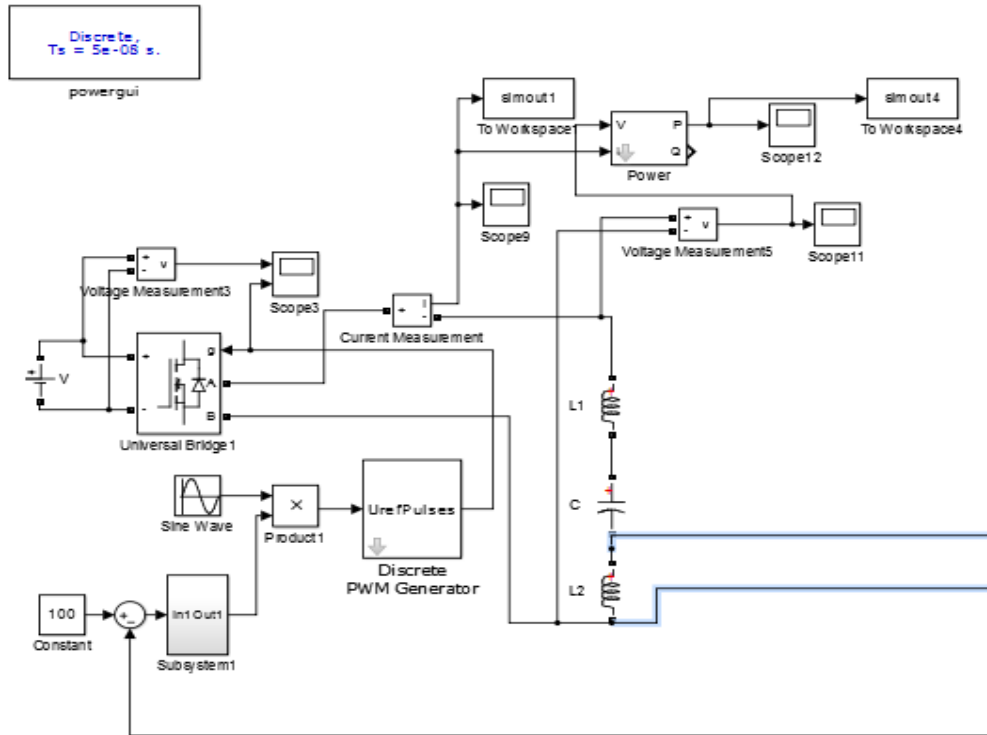 Discrete,
Ts = 5e-08 s.
powergui
simout1
To Workspace1
V
P
Q
Power
Scope12
simout4
To Workspace4
Scope9
+
-
v
Voltage Measurement5
Scope11
+
-
v
Voltage Measurement3
Scope3
+
i
-
Current Measurement
+
V
+
-
g
A
B
Universal Bridge1
L1
+
C
+
L2
+
Sine Wave
×
Product1
Uref Pulses
Discrete
PWM Generator
100
Constant
+
-
In1 Out1
Subsystem1